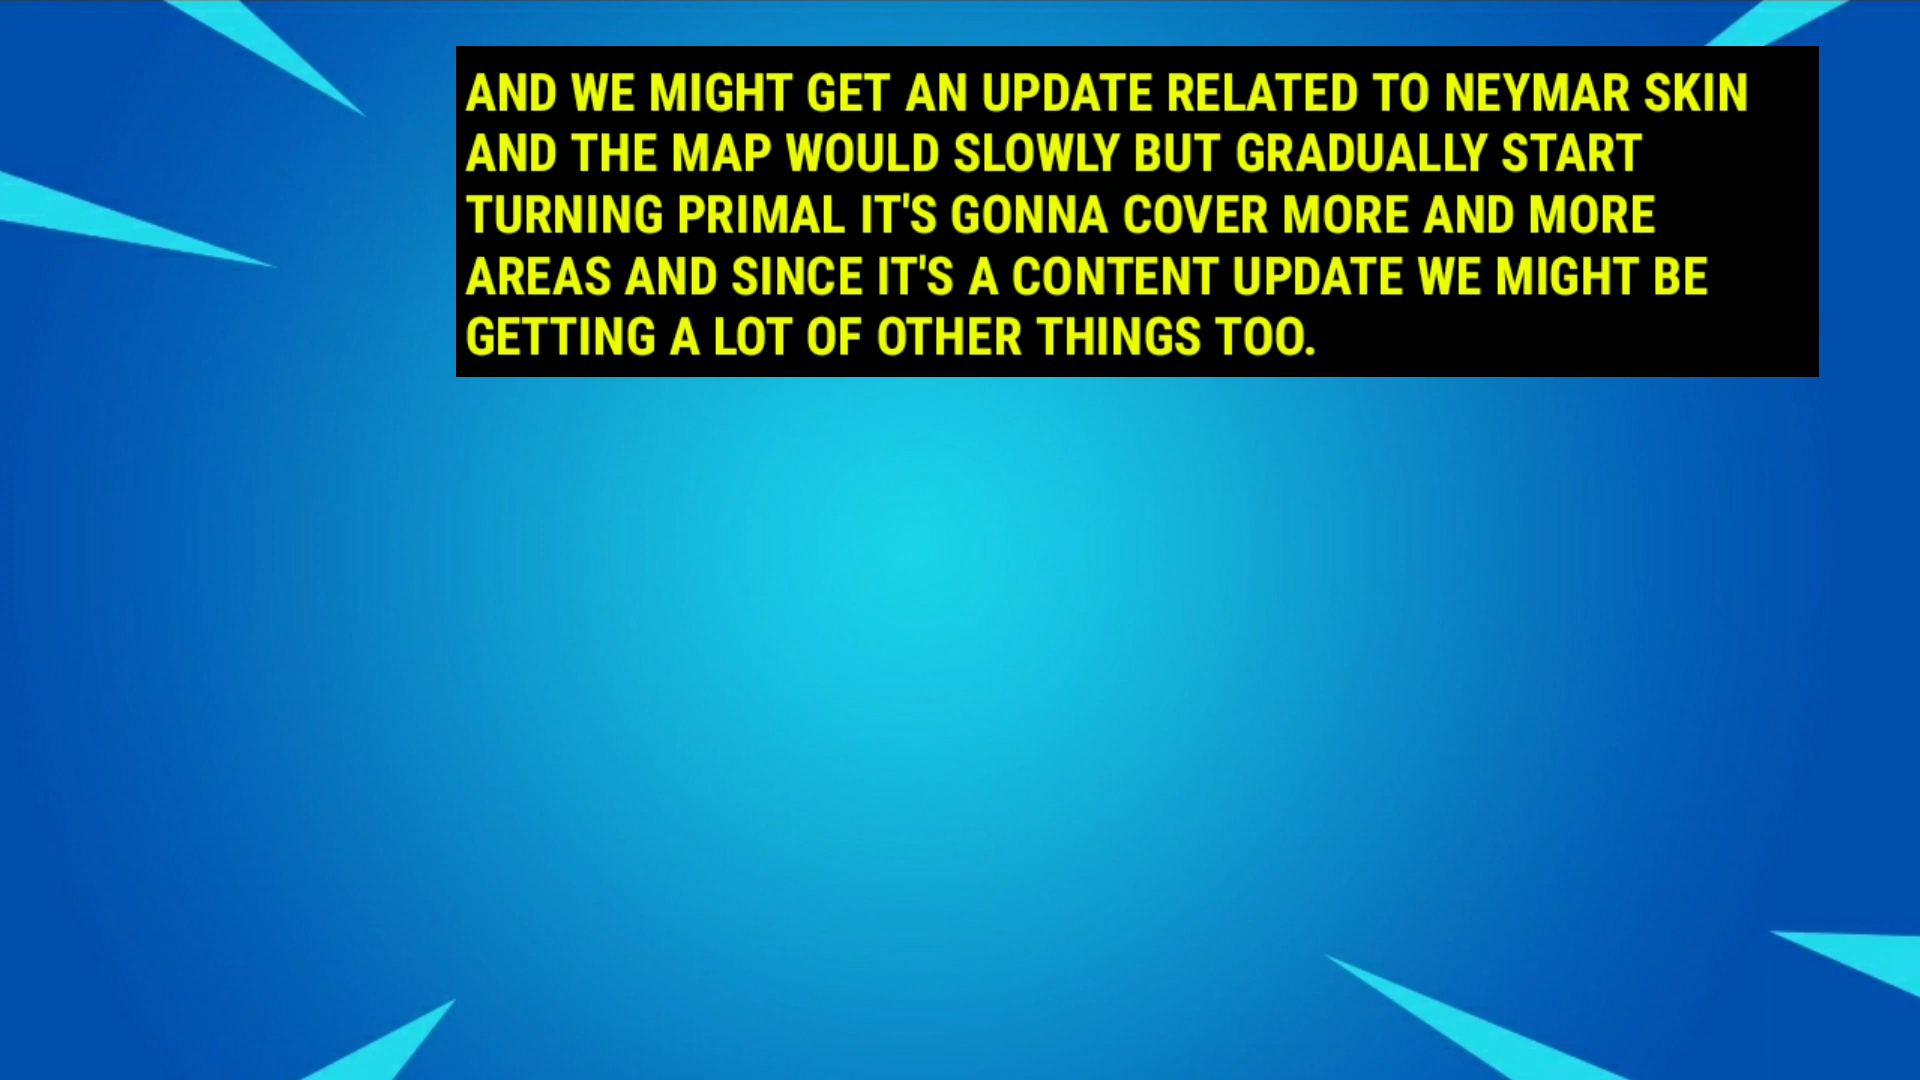 AND WE MIGHT GET AN UPDATE RELATED TO NEYMAR SKIN
AND THE MAP WOULD SLOWLY BUT GRADUALLY START
TURNING PRIMAL IT'S GONNA COVER MORE AND MORE
AREAS AND SINCE IT'S A CONTENT UPDATE WE MIGHT BE
GETTING A LOT OF OTHER THINGS TOO.